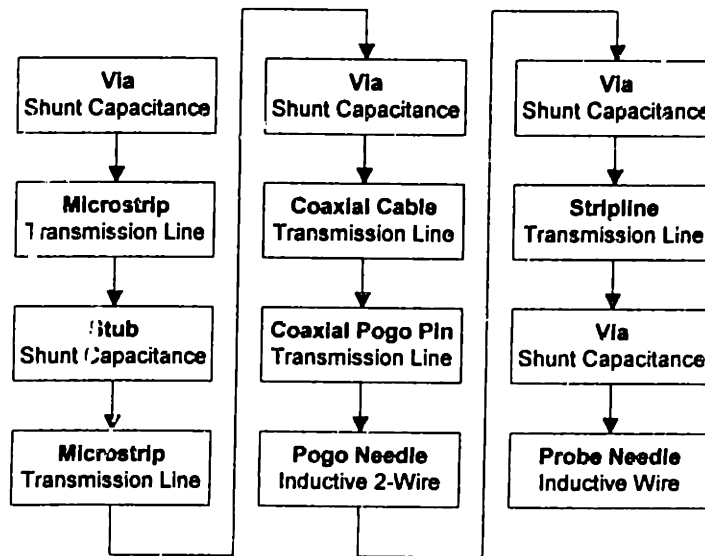 Via
Shunt Capacitance
Microstrip
Transmission Line
Stub
Shunt Capacitance
Microstrip
Transmission Line
Via
Shunt Capacitance
Coaxial Cable
Transmission Line
Coaxial Pogo Pin
Transmission Line
Pogo Needle
Inductive 2-Wire
Via
Shunt Capacitance
Stripline
Transmission Line
Via
Shunt Capacitance
Probe Needle
Inductive Wire